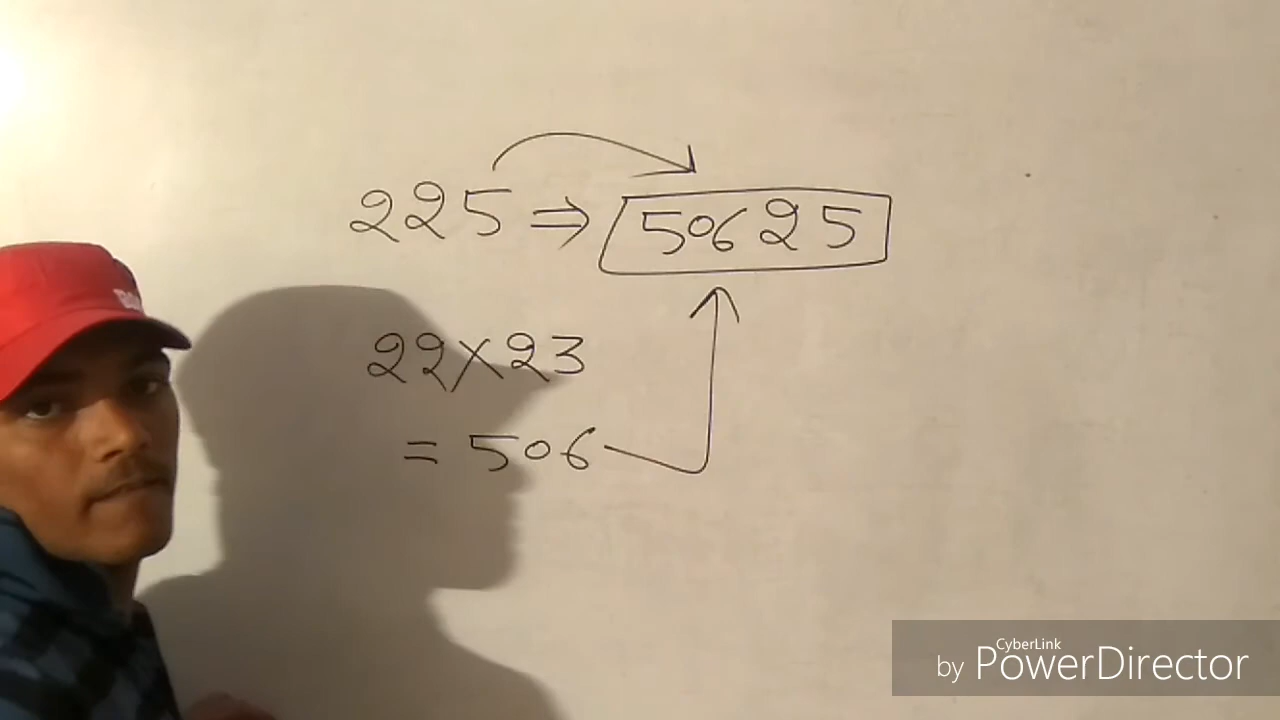 225 ⇒ 50625
22×23
= 506
CyberLink
by PowerDirector